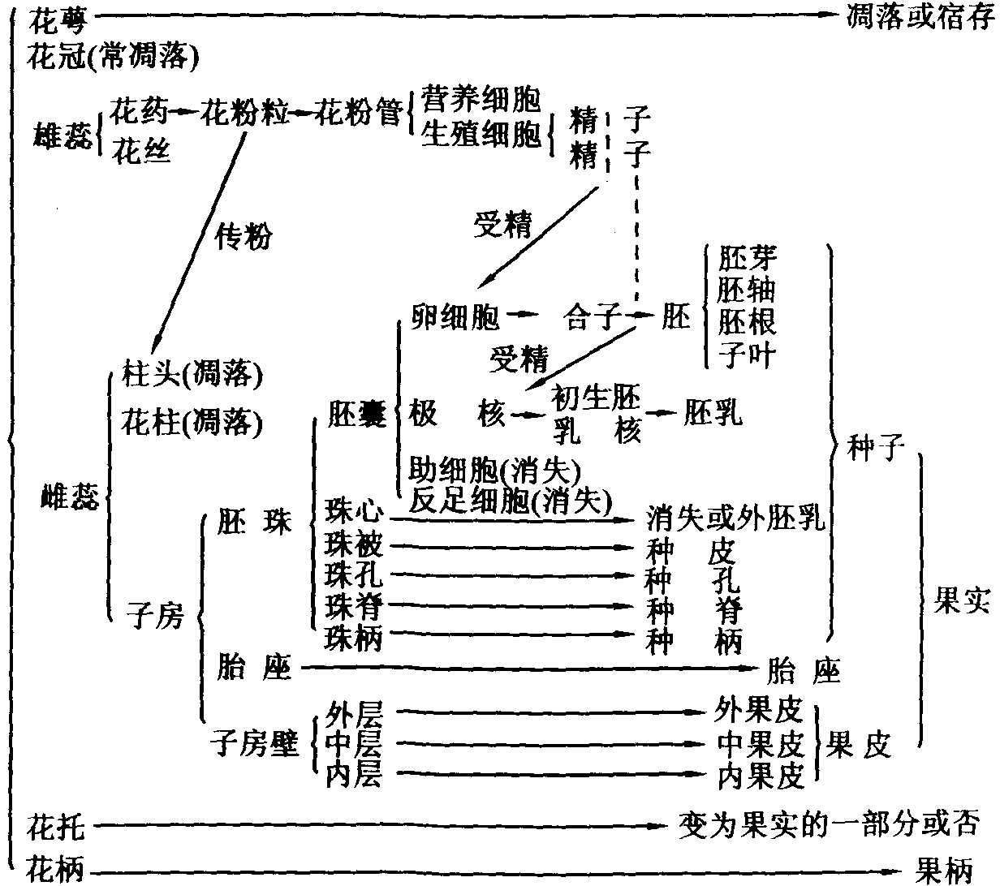 花萼 凋落或宿存
花冠(常凋落)
雄蕊 花药 花粉粒 花粉管 营养细胞
生殖细胞 精子
精子
花丝
传粉
受精
胚芽
胚轴
胚根
子叶
卵细胞 合子 胚
受精
柱头(凋落)
花柱(凋落)
胚囊 极核 初生胚
乳核 胚乳
种子
助细胞(消失)
反足细胞(消失)
雌蕊
胚珠 珠心 消失或外胚乳
珠被 种皮
珠孔 种孔
珠脊 种脊
珠柄 种柄
子房 果实
胎座 胎座
子房壁 外层 外果皮
中层 中果皮 果皮
内层 内果皮
花托 变为果实的一部分或否
花柄 果柄